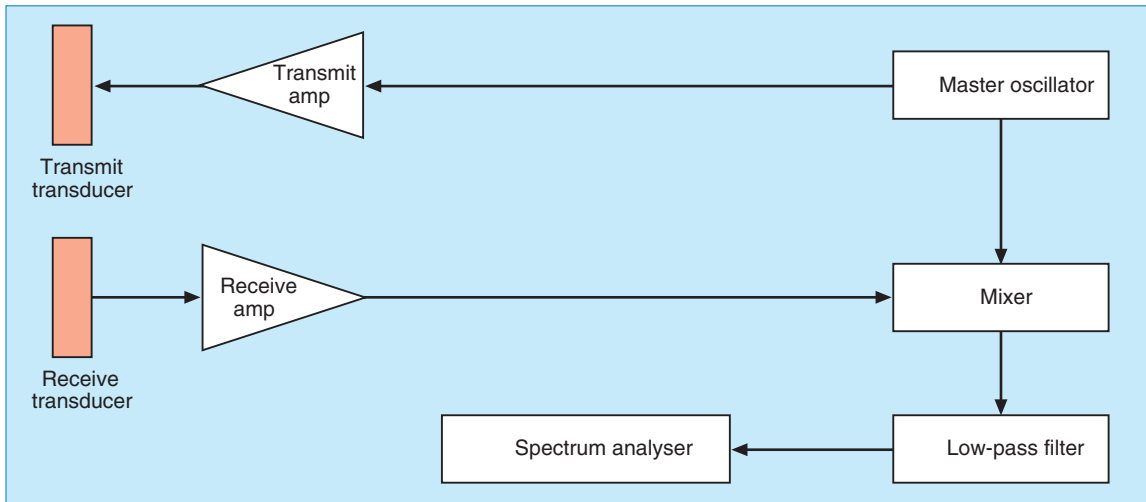 Transmit
amp
Master oscillator
Transmit
transducer
Receive
amp
Mixer
Receive
transducer
Spectrum analyser
Low-pass filter